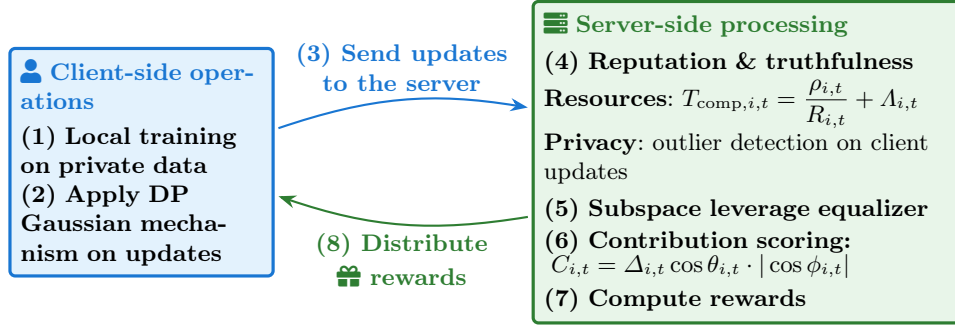 Client-side oper-
ations
(1) Local training
on private data
(2) Apply DP
Gaussian mecha-
nism on updates
(3) Send updates
to the server
Server-side processing
(4) Reputation & truthfulness
Resources: T_{comp,i,t} = \frac{ρ_{i,t}}{R_{i,t}} + Λ_{i,t}
Privacy: outlier detection on client
updates
(5) Subspace leverage equalizer
(6) Contribution scoring:
C_{i,t} = Δ_{i,t} cos θ_{i,t} · | cos ϕ_{i,t}|
(7) Compute rewards
(8) Distribute
rewards